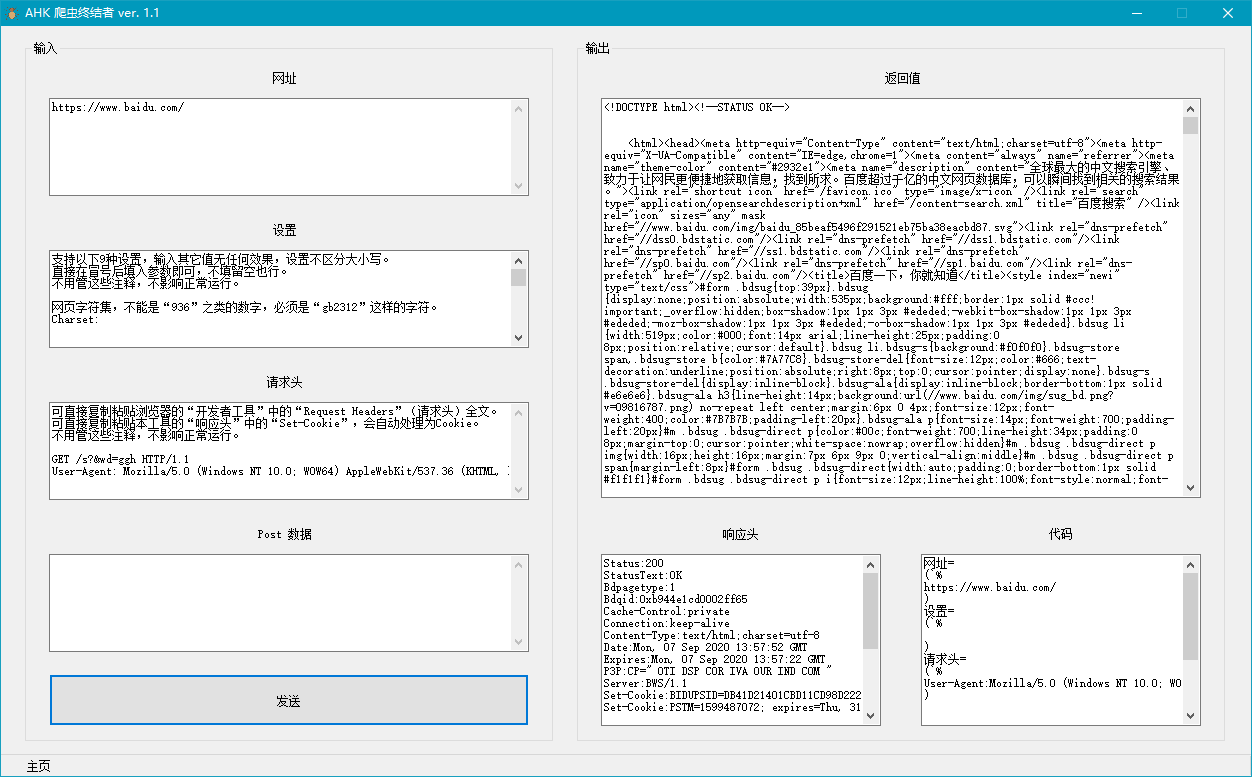 AHK 爬虫终结者 ver. 1.1
输入
网址
https://www.baidu.com/
设置
支持以下9种设置，输入其它值无任何效果，设置不区分大小写。
直接在冒号后填入参数即可，不填留空也行。
不用管这些注释，不影响正常运行。
网页字符集，不能是“936”之类的数字，必须是“gb2312”这样的字符。
Charset:
请求头
可直接复制粘贴浏览器的“开发者工具”中的“Request Headers”（请求头）全文。
可直接复制粘贴本工具的“响应头”中的“Set-Cookie”，会自动处理为Cookie。
不用管这些注释，不影响正常运行。
GET /s?&wd=ggh HTTP/1.1
User-Agent: Mozilla/5.0 (Windows NT 10.0; WOW64) AppleWebKit/537.36 (KHTML,
Post 数据
发送
输出
返回值
<!DOCTYPE html><!--STATUS OK-->
<html><head><meta http-equiv="Content-Type" content="text/html;charset=utf-8"><meta http-
equiv="X-UA-Compatible" content="IE=edge,chrome=1"><meta content="always" name="referrer"><meta
name="theme-color" content="#2932e1"><meta name="description" content="全球最大的中文搜索引擎、
致力于让网民更便捷地获取信息，找到所求。百度超过千亿的中文网页数据库，可以瞬间找到相关的搜索结果
。"><link rel="shortcut icon" href="/favicon.ico" type="image/x-icon" /><link rel="search"
type="application/opensearchdescription+xml" href="/content-search.xml" title="百度搜索" /><link
rel="icon" sizes="any" mask
href="//www.baidu.com/img/baidu_85beaf5496f291521eb75ba38eacbd87.svg"><link rel="dns-prefetch"
href="//dss0.bdstatic.com"/><link rel="dns-prefetch" href="//dss1.bdstatic.com"/><link
rel="dns-prefetch" href="//ss1.bdstatic.com"/><link rel="dns-prefetch"
href="//sp0.baidu.com"/><link rel="dns-prefetch" href="//sp1.baidu.com"/><link rel="dns-
prefetch" href="//sp2.baidu.com"/><title>百度一下，你就知道</title><style index="newi"
type="text/css">#form .bdsug{top:39px}.bdsug
{display:none;position:absolute;width:535px;background:#fff;border:1px solid #ccc!
important;_overflow:hidden;box-shadow:1px 1px 3px #ededed;-webkit-box-shadow:1px 1px 3px
#ededed;-moz-box-shadow:1px 1px 3px #ededed;-o-box-shadow:1px 1px 3px #ededed}.bdsug li
{width:519px;color:#000;font:14px arial;line-height:25px;padding:0
8px;position:relative;cursor:default}.bdsug li.bdsug-s{background:#f0f0f0}.bdsug-store
span,.bdsug-store b{color:#7A77C8}.bdsug-store-del{font-size:12px;color:#666;text-
decoration:underline;position:absolute;right:8px;top:0;cursor:pointer;display:none}.bdsug-s
.bdsug-store-del{display:inline-block}.bdsug-ala{display:inline-block;border-bottom:1px solid
#e6e6e6}.bdsug-ala h3{line-height:14px;background:url(//www.baidu.com/img/sug_bd.png?
v=09816787.png) no-repeat left center;margin:6px 0 4px;font-size:12px;font-
weight:400;color:#7B7B7B;padding-left:20px}.bdsug-ala p{font-size:14px;font-weight:700;padding-
left:20px}#m .bdsug .bdsug-direct p{color:#00c;font-weight:700;line-height:34px;padding:0
8px;margin-top:0;cursor:pointer;white-space:nowrap;overflow:hidden}#m .bdsug .bdsug-direct p
img{width:16px;height:16px;margin:7px 6px 9px 0;vertical-align:middle}#m .bdsug .bdsug-direct p
span{margin-left:8px}#form .bdsug .bdsug-direct{width:auto;padding:0;border-bottom:1px solid
#f1f1f1}#form .bdsug .bdsug-direct p i{font-size:12px;line-height:100%;font-style:normal;font-
响应头
Status:200
StatusText:OK
Bdpagetype:1
Bdqid:0xb944e1cd0002ff65
Cache-Control:private
Connection:keep-alive
Content-Type:text/html;charset=utf-8
Date:Mon, 07 Sep 2020 13:57:52 GMT
Expires:Mon, 07 Sep 2020 13:57:22 GMT
P3P:CP=" OTI DSP COR IVA OUR IND COM "
Server:BWS/1.1
Set-Cookie:BIDUPSID=DB41D21401CBD11CD98D222
Set-Cookie:PSTM=1599487072; expires=Thu, 31
代码
网址=
(`%
https://www.baidu.com/
)
设置=
(`%
)
请求头=
(`%
User-Agent:Mozilla/5.0 (Windows NT 10.0; WO
)
主页